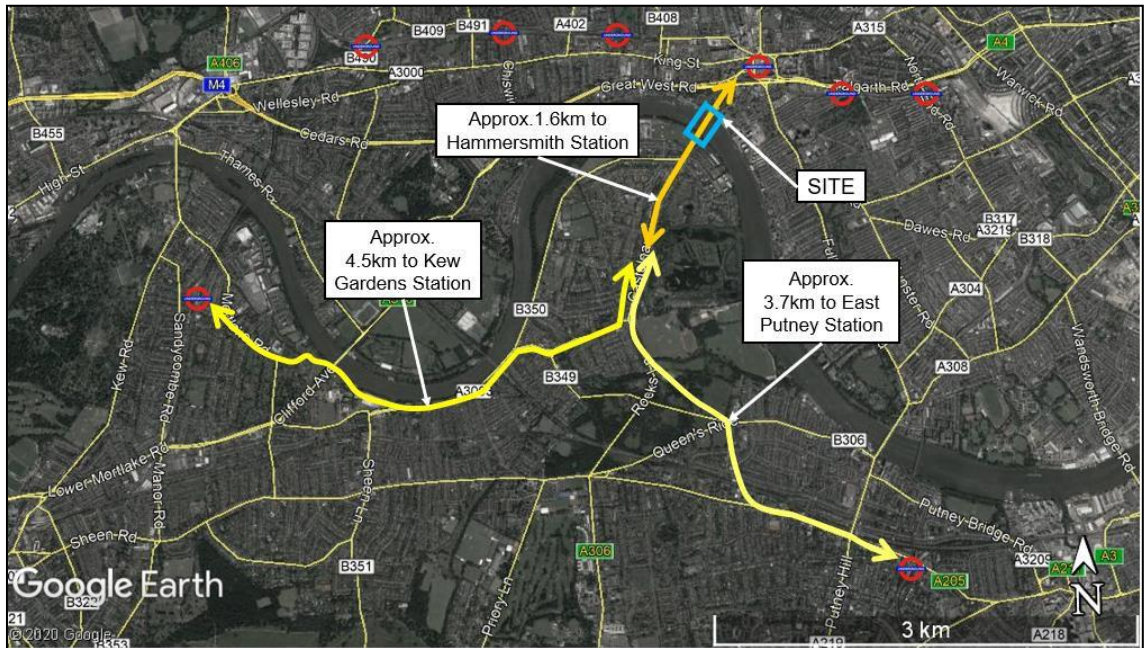 B409
B491
A402
B408
A315
A4
A406
B490
UNDERGROUND
King St
M4
A3000
Great West Rd
Wellesley Rd
Warwick Rd
B455
Cedars Rd
Approx.1.6km to
Hammersmith Station
High St
Thames Rd
SITE
B317
Dawes Rd
A3219
B318
Approx.
4.5km to Kew
Gardens Station
Approx.
3.7km to East
Putney Station
B350
A304
Sandycombe Rd
Kew Rd
Clifford Ave
B349
A308
Wandsworth Bridge Rd
Queen's Ride
B306
Lower Mortlake Rd
Manor Rd
Sheen Ln
Sheen Rd
A306
Putney Bridge Rd
B351
Priory Ln
Putney Hill
A205
A3209
A3
N
Google Earth
B353
A219
A218
3 km
©2020 Google